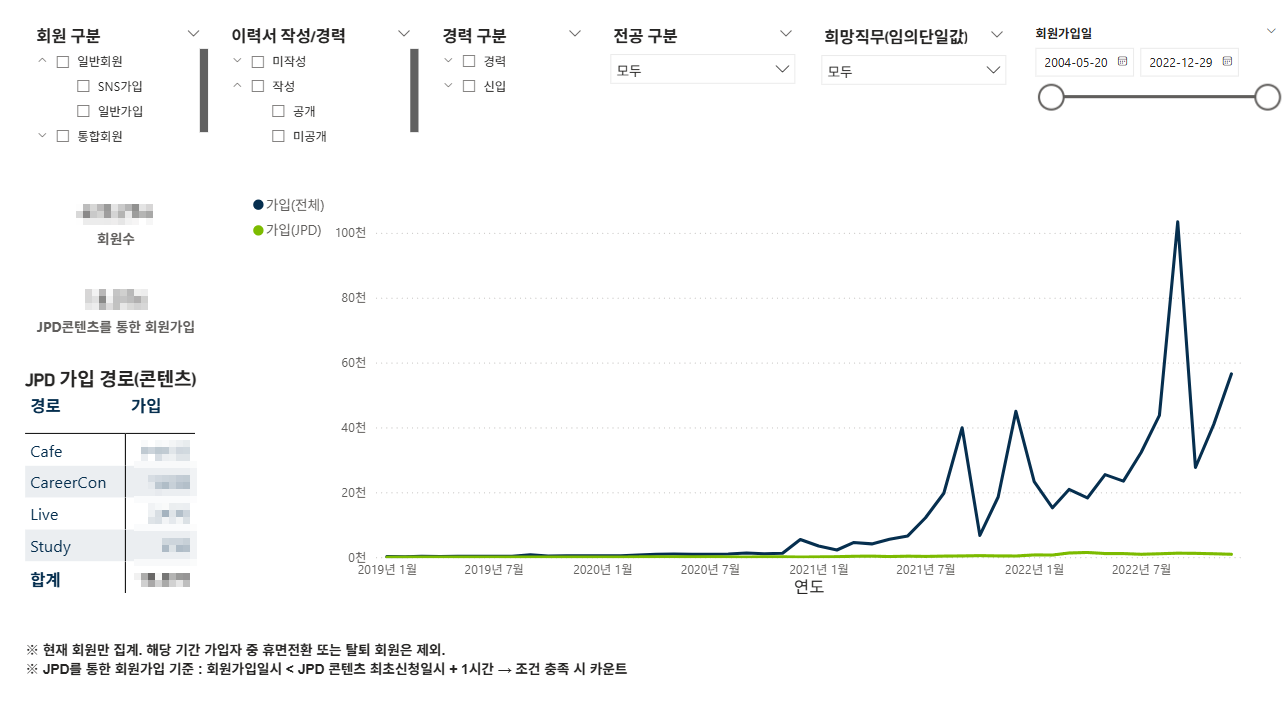 회원 구분
일반회원
SNS가입
일반가입
통합회원
이력서 작성/경력
미작성
작성
공개
미공개
경력 구분
경력
신입
전공 구분
모두
희망직무(임의단일값)
모두
회원가입일
2004-05-20 2022-12-29
회원수
JPD콘텐츠를 통한 회원가입
JPD 가입 경로(콘텐츠)
경로 가입
Cafe
CareerCon
Live
Study
합계
가입(전체)
가입(JPD)
100천
80천
60천
40천
20천
0천
2019년 1월 2019년 7월 2020년 1월 2020년 7월 2021년 1월 2021년 7월 2022년 1월 2022년 7월
연도
※ 현재 회원만 집계. 해당 기간 가입자 중 휴면전환 또는 탈퇴 회원은 제외.
※ JPD를 통한 회원가입 기준 : 회원가입일시 < JPD 콘텐츠 최초신청일시 + 1시간 → 조건 충족 시 카운트